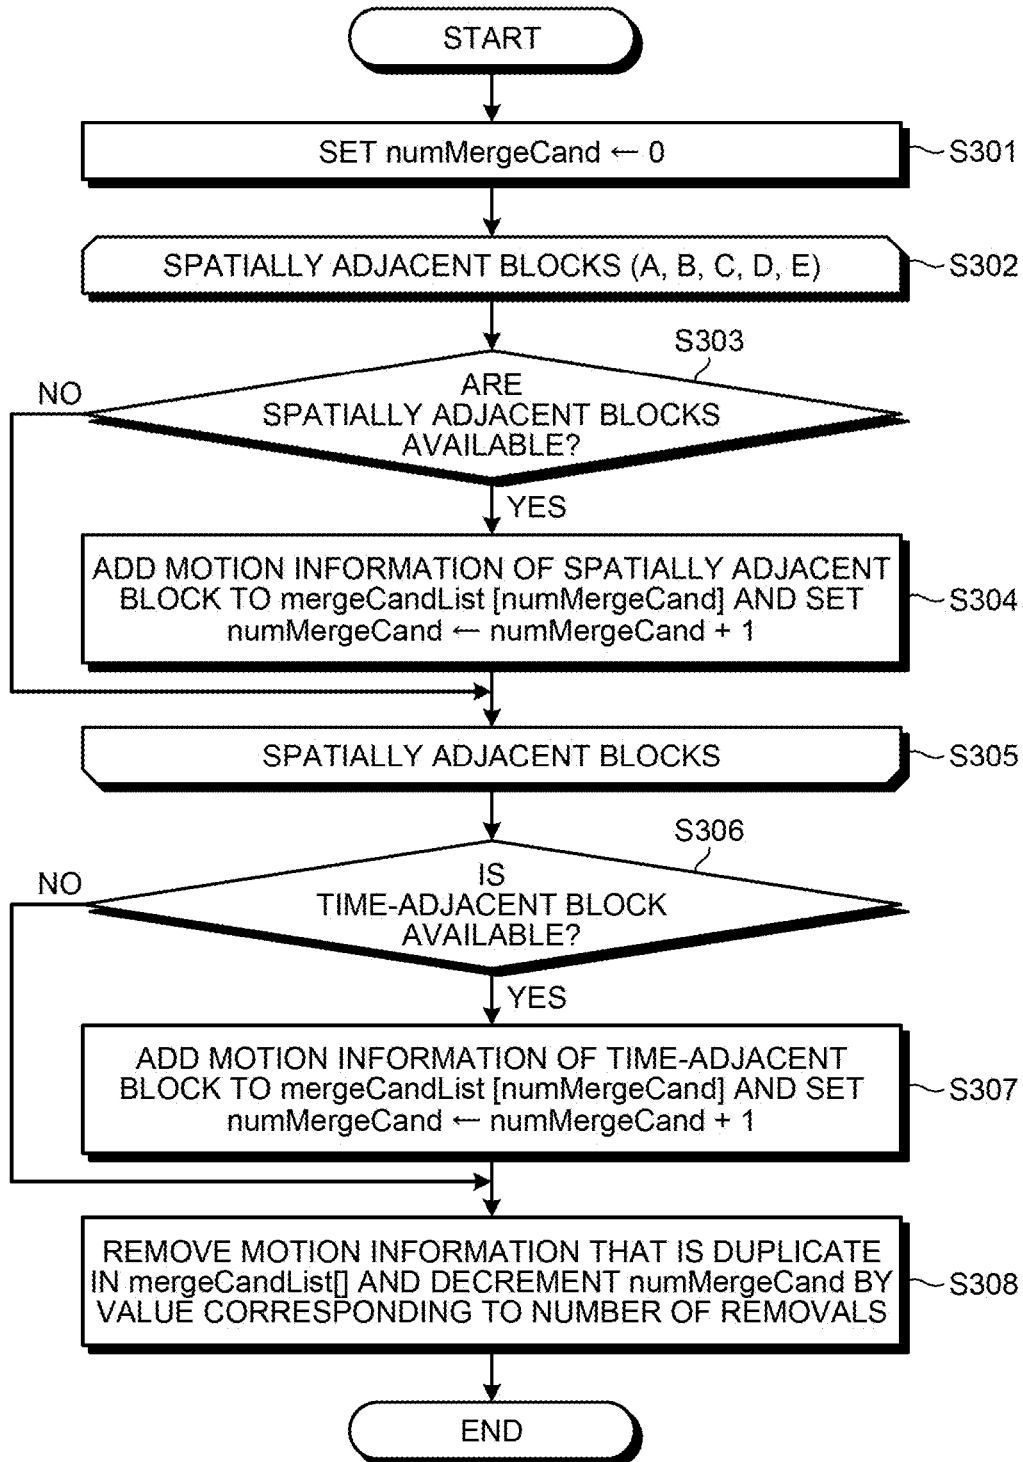 START
SET numMergeCand ← 0
S301
SPATIALLY ADJACENT BLOCKS (A, B, C, D, E)
S302
S303
NO
ARE
SPATIALLY ADJACENT BLOCKS
AVAILABLE?
YES
ADD MOTION INFORMATION OF SPATIALLY ADJACENT
BLOCK TO mergeCandList [numMergeCand] AND SET
numMergeCand ← numMergeCand + 1
S304
SPATIALLY ADJACENT BLOCKS
S305
S306
NO
IS
TIME-ADJACENT BLOCK
AVAILABLE?
YES
ADD MOTION INFORMATION OF TIME-ADJACENT
BLOCK TO mergeCandList [numMergeCand] AND SET
numMergeCand ← numMergeCand + 1
S307
REMOVE MOTION INFORMATION THAT IS DUPLICATE
IN mergeCandList[] AND DECREMENT numMergeCand BY
VALUE CORRESPONDING TO NUMBER OF REMOVALS
S308
END